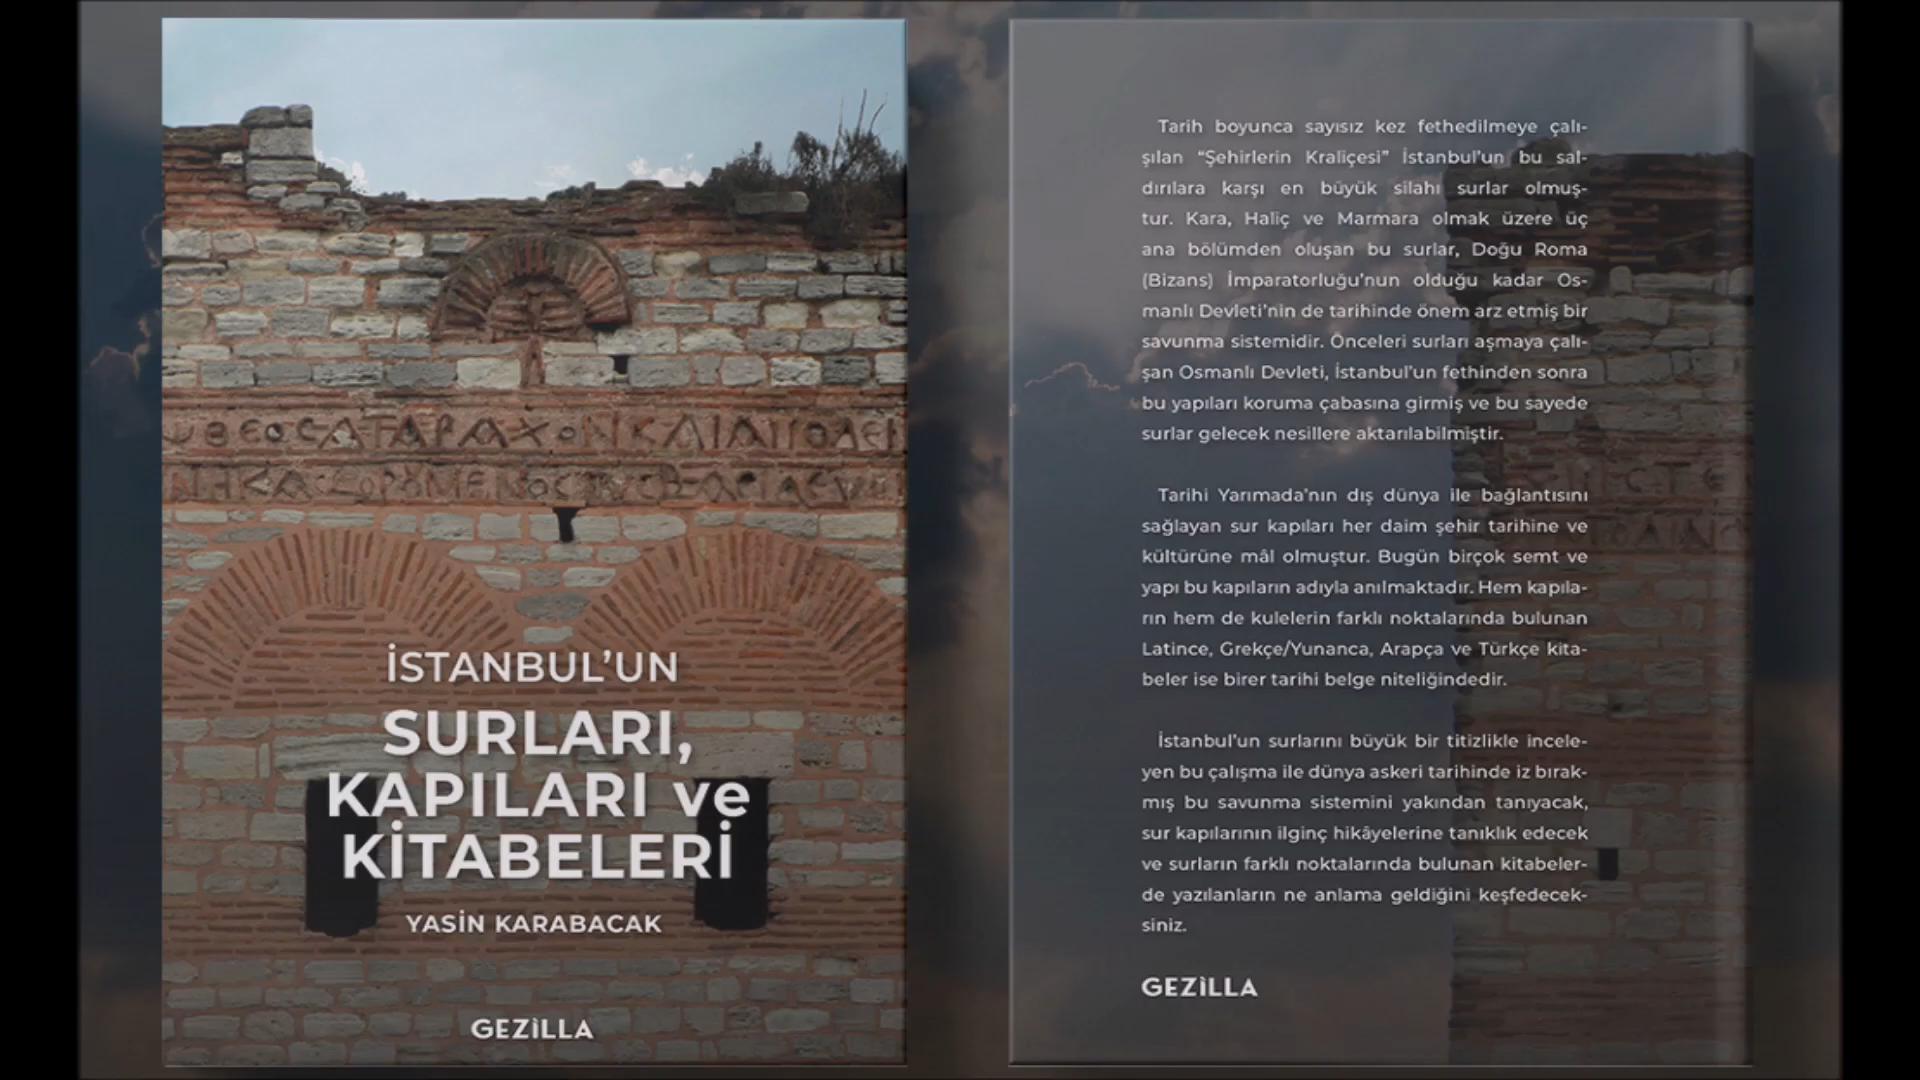 İSTANBUL’UN
SURLARI,
KAPILARI ve
KİTABELERİ
YASİN KARABACAK
GEZİLLA
Tarih boyunca sayısız kez fethedilmeye çalı-
şılan “Şehirlerin Kraliçesi” İstanbul’un bu sal-
dırılara karşı en büyük silahı surlar olmuş-
tur. Kara, Haliç ve Marmara olmak üzere üç
ana bölümden oluşan bu surlar, Doğu Roma
(Bizans) İmparatorluğu’nun olduğu kadar Os-
manlı Devleti’nin de tarihinde önem arz etmiş bir
savunma sistemidir. Önceleri surları aşmaya çalı-
şan Osmanlı Devleti, İstanbul’un fethinden sonra
bu yapıları koruma çabasına girmiş ve bu sayede
surlar gelecek nesillere aktarılabilmiştir.
Tarihi Yarımada’nın dış dünya ile bağlantısını
sağlayan sur kapıları her daim şehir tarihine ve
kültürüne mâl olmuştur. Bugün birçok semt ve
yapı bu kapıların adıyla anılmaktadır. Hem kapıla-
rın hem de kulelerin farklı noktalarında bulunan
Latince, Grekçe/Yunanca, Arapça ve Türkçe kita-
beler ise birer tarihi belge niteliğindedir.
İstanbul’un surlarını büyük bir titizlikle incele-
yen bu çalışma ile dünya askeri tarihinde iz bırak-
mış bu savunma sistemini yakından tanıyacak,
sur kapılarının ilginç hikâyelerine tanıklık edecek
ve surların farklı noktalarında bulunan kitabeler-
de yazılanların ne anlama geldiğini keşfedecek-
siniz.
GEZİLLA